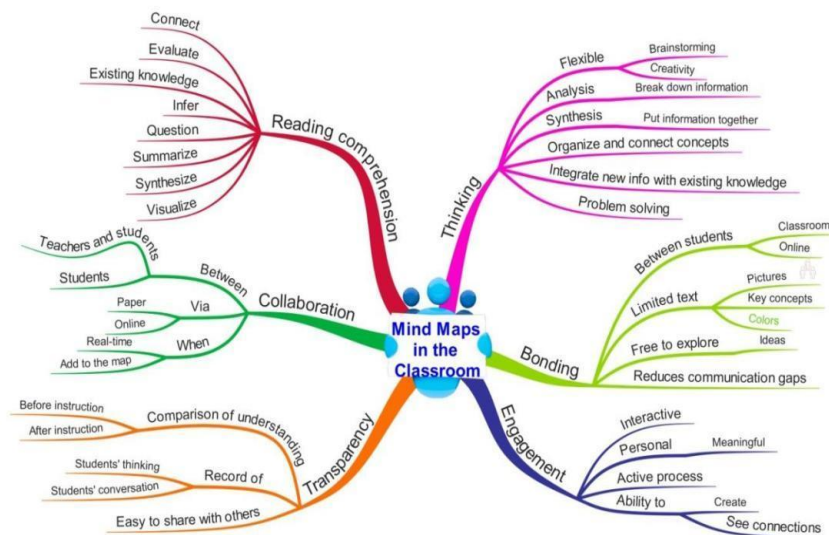 Mind Maps
in the
Classroom
Reading comprehension
Connect
Evaluate
Existing knowledge
Infer
Question
Summarize
Synthesize
Visualize
Thinking
Flexible
Brainstorming
Creativity
Analysis
Break down information
Synthesis
Put information together
Organize and connect concepts
Integrate new info with existing knowledge
Problem solving
Collaboration
Between
Teachers and students
Students
Via
Paper
Online
When
Real-time
Add to the map
Bonding
Between students
Classroom
Online
Limited text
Pictures
Key concepts
Colors
Free to explore
Ideas
Reduces communication gaps
Transparency
Comparison of understanding
Before instruction
After instruction
Record of
Students' thinking
Students' conversation
Easy to share with others
Engagement
Interactive
Personal
Meaningful
Active process
Ability to
Create
See connections